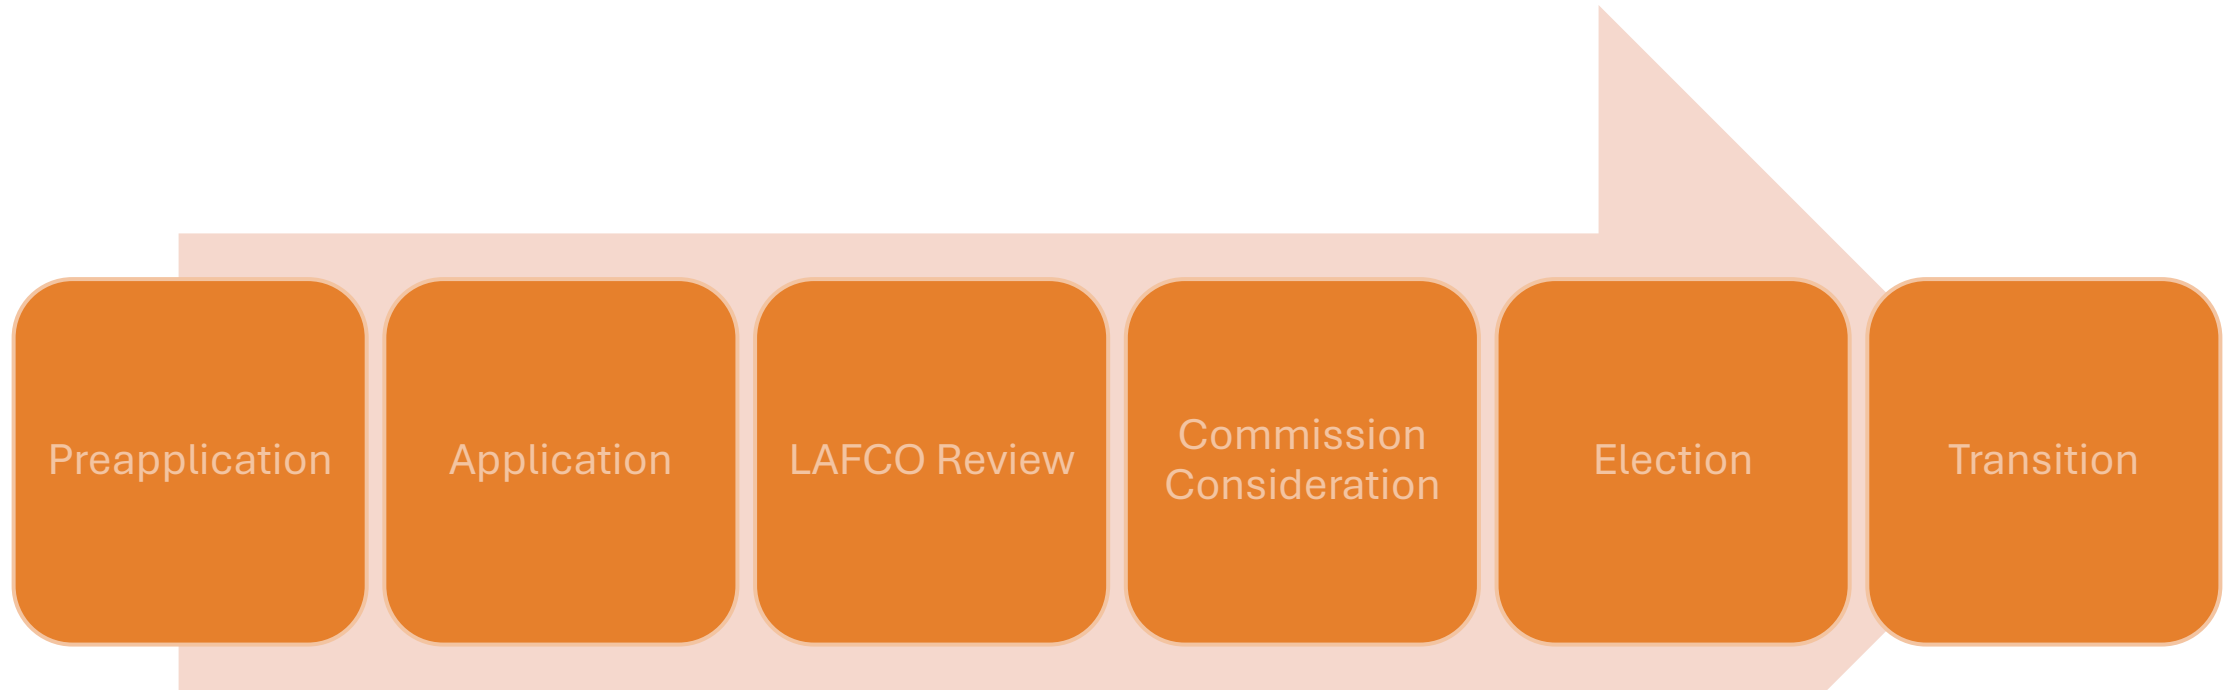 Preapplication
Application
LAFCO Review
Commission
Consideration
Election
Transition